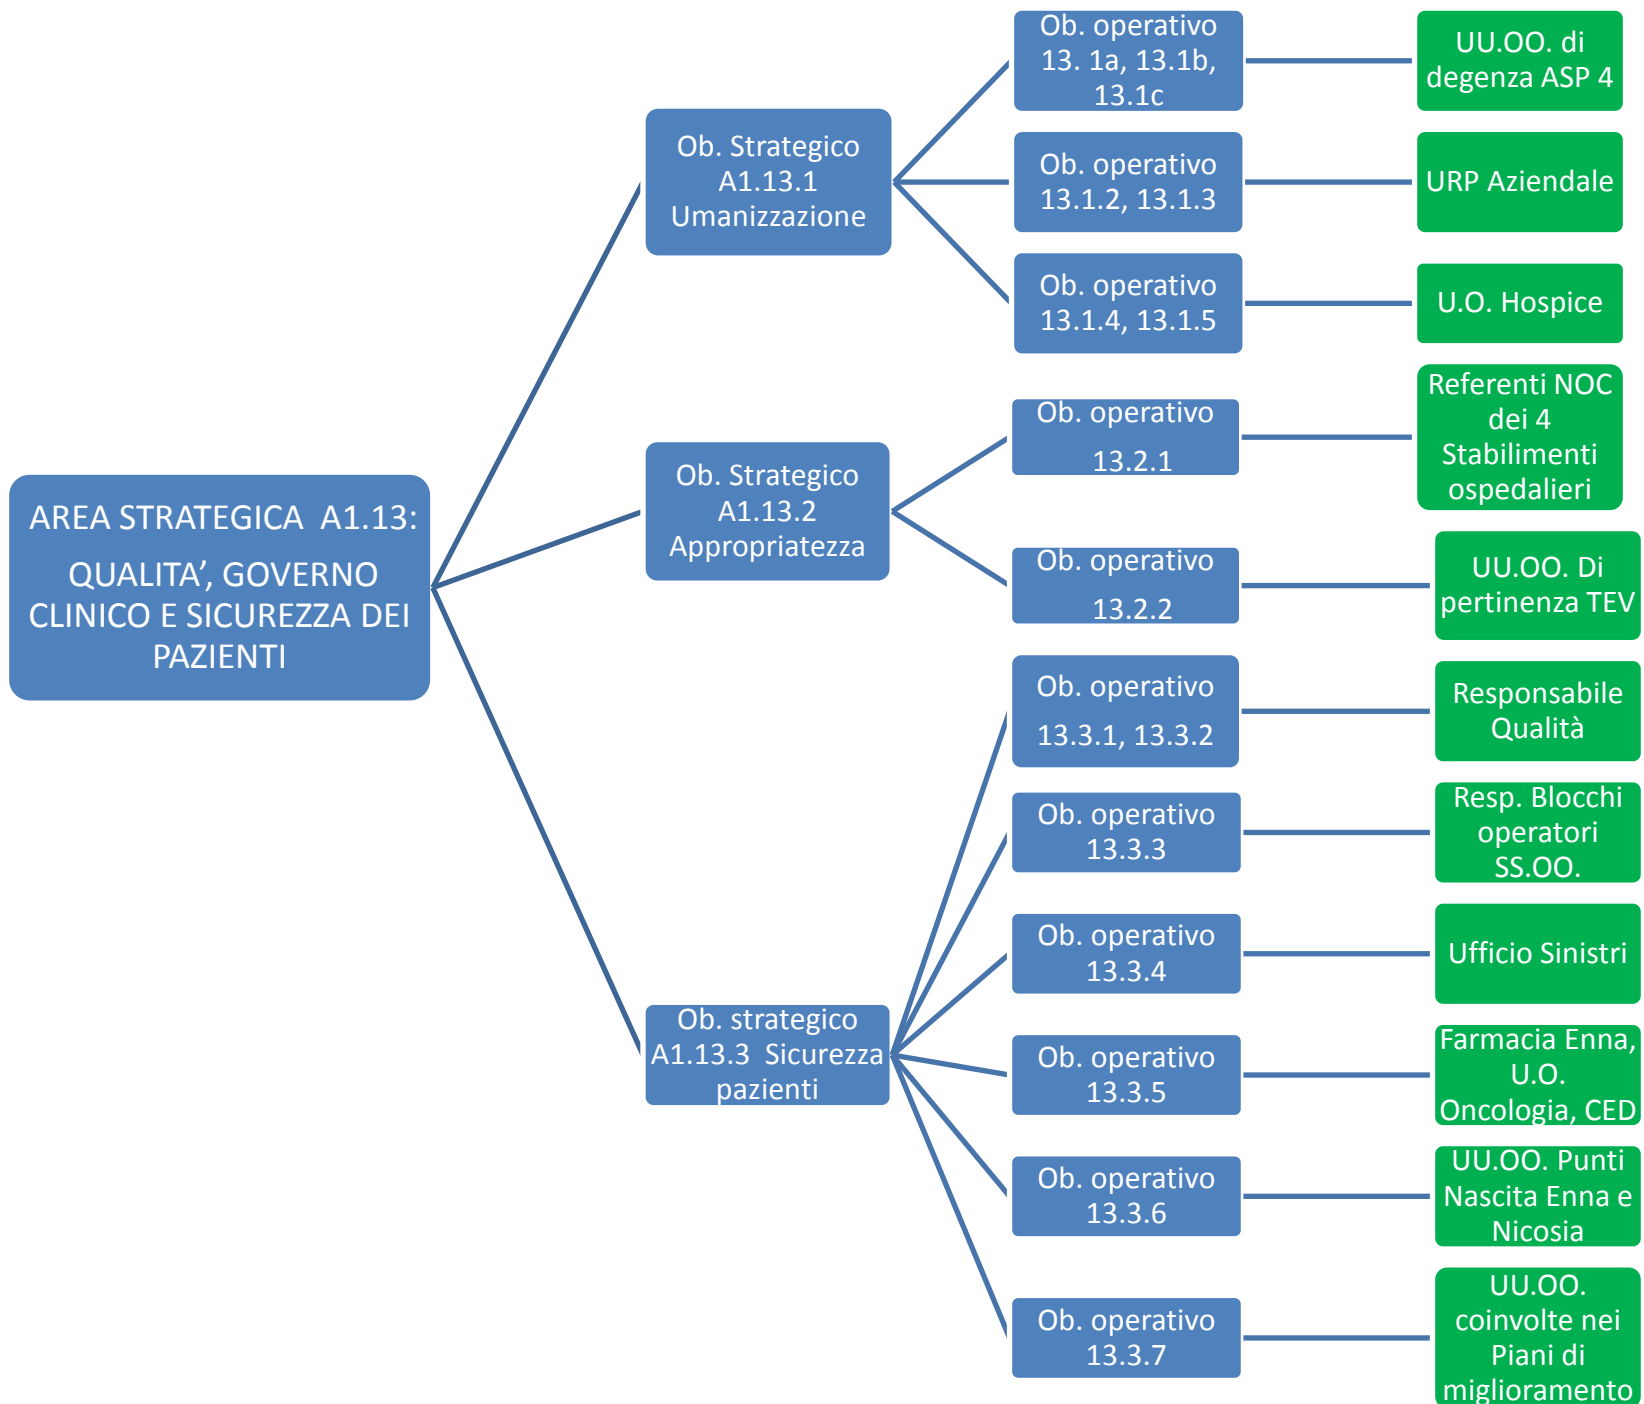 AREA STRATEGICA  A1.13:
QUALITA’, GOVERNO
CLINICO E SICUREZZA DEI
PAZIENTI
Ob. Strategico
A1.13.1
Umanizzazione
Ob. operativo
13. 1a, 13.1b,
13.1c
UU.OO. di
degenza ASP 4
Ob. operativo
13.1.2, 13.1.3
URP Aziendale
Ob. operativo
13.1.4, 13.1.5
U.O. Hospice
Ob. Strategico
A1.13.2
Appropriatezza
Ob. operativo
13.2.1
Referenti NOC
dei 4
Stabilimenti
ospedalieri
Ob. operativo
13.2.2
UU.OO. Di
pertinenza TEV
Ob. strategico
A1.13.3  Sicurezza
pazienti
Ob. operativo
13.3.1, 13.3.2
Responsabile
Qualità
Ob. operativo
13.3.3
Resp. Blocchi
operatori
SS.OO.
Ob. operativo
13.3.4
Ufficio Sinistri
Ob. operativo
13.3.5
Farmacia Enna,
U.O.
Oncologia, CED
Ob. operativo
13.3.6
UU.OO. Punti
Nascita Enna e
Nicosia
Ob. operativo
13.3.7
UU.OO.
coinvolte nei
Piani di
miglioramento